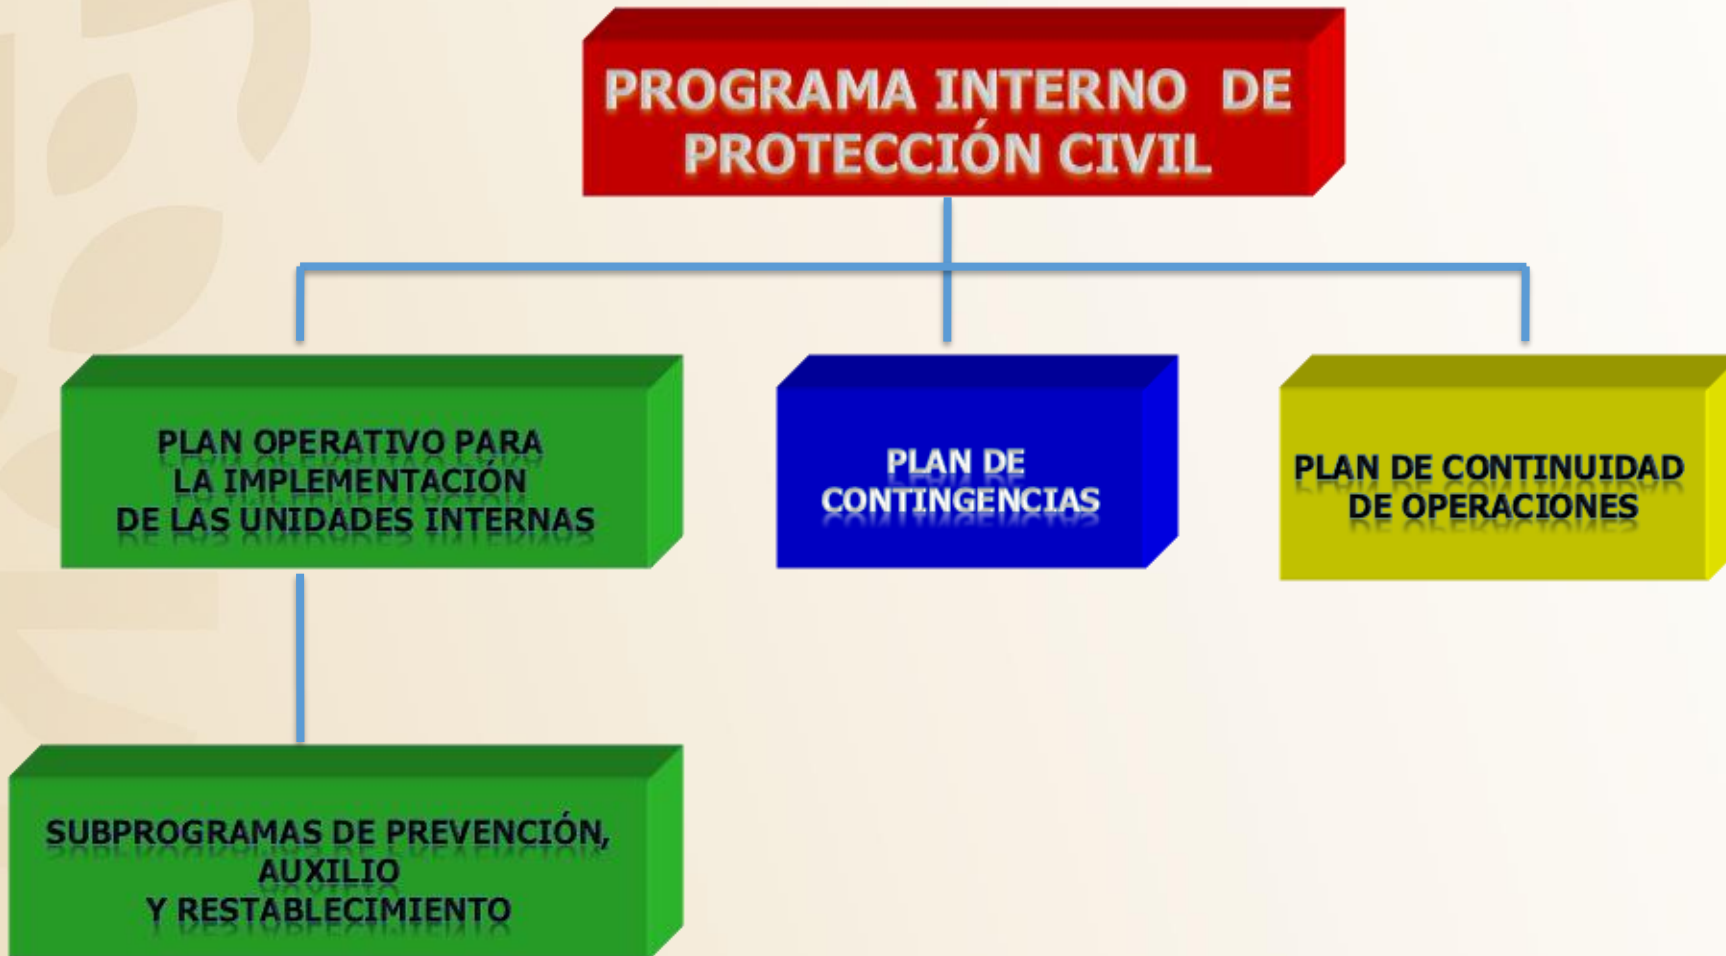 PROGRAMA INTERNO DE
PROTECCIÓN CIVIL
PLAN OPERATIVO PARA
LA IMPLEMENTACIÓN
DE LAS UNIDADES INTERNAS
PLAN DE
CONTINGENCIAS
PLAN DE CONTINUIDAD
DE OPERACIONES
SUBPROGRAMAS DE PREVENCIÓN,
AUXILIO
Y RESTABLECIMIENTO